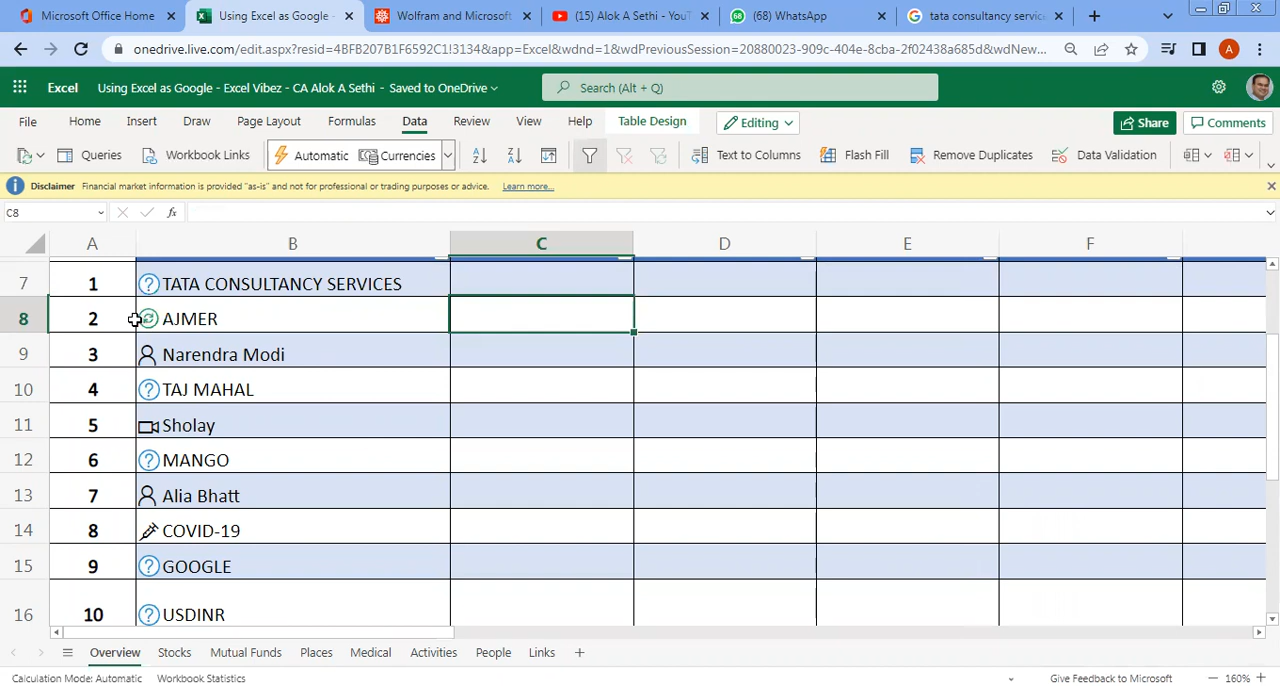 Microsoft Office Home
Using Excel as Google -
Wolfram and Microsoft
(15) Alok A Sethi - YouT
(68) WhatsApp
tata consultancy servic
onedrive.live.com/edit.aspx?resid=4BFB207B1F6592C1!3134&app=Excel&wdnd=1&wdPreviousSession=20880023-909c-404e-8cba-2f02438a685d&wdNew...
A
Excel
Using Excel as Google - Excel Vibez - CA Alok A Sethi - Saved to OneDrive
Search (Alt + Q)
File
Home
Insert
Draw
Page Layout
Formulas
Data
Review
View
Help
Table Design
Editing
Share
Comments
Queries
Workbook Links
Automatic
Currencies
Text to Columns
Flash Fill
Remove Duplicates
Data Validation
Disclaimer Financial market information is provided "as-is" and not for professional or trading purposes or advice. Learn more...
C8
fx
A B C D E F
7 1 TATA CONSULTANCY SERVICES
8 2 AJMER
9 3 Narendra Modi
10 4 TAJ MAHAL
11 5 Sholay
12 6 MANGO
13 7 Alia Bhatt
14 8 COVID-19
15 9 GOOGLE
16 10 USDINR
Overview
Stocks
Mutual Funds
Places
Medical
Activities
People
Links
Calculation Mode: Automatic
Workbook Statistics
Give Feedback to Microsoft
160%